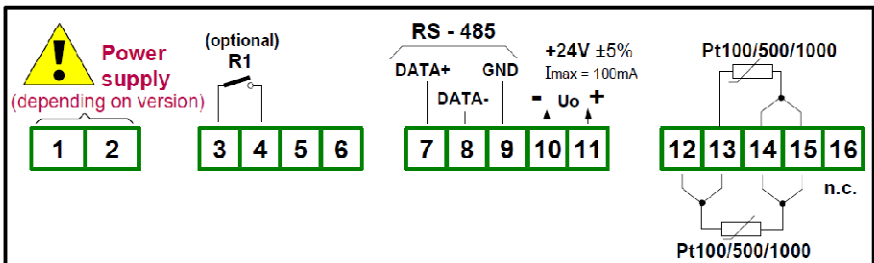 Power
supply
(depending on version)
1 2
(optional)
R1
3 4 5 6
RS - 485
DATA+ GND
DATA-
7 8 9 10 11
+24V ±5%
Imax = 100mA
- Uo +
Pt100/500/1000
12 13 14 15 16
n.c.
Pt100/500/1000